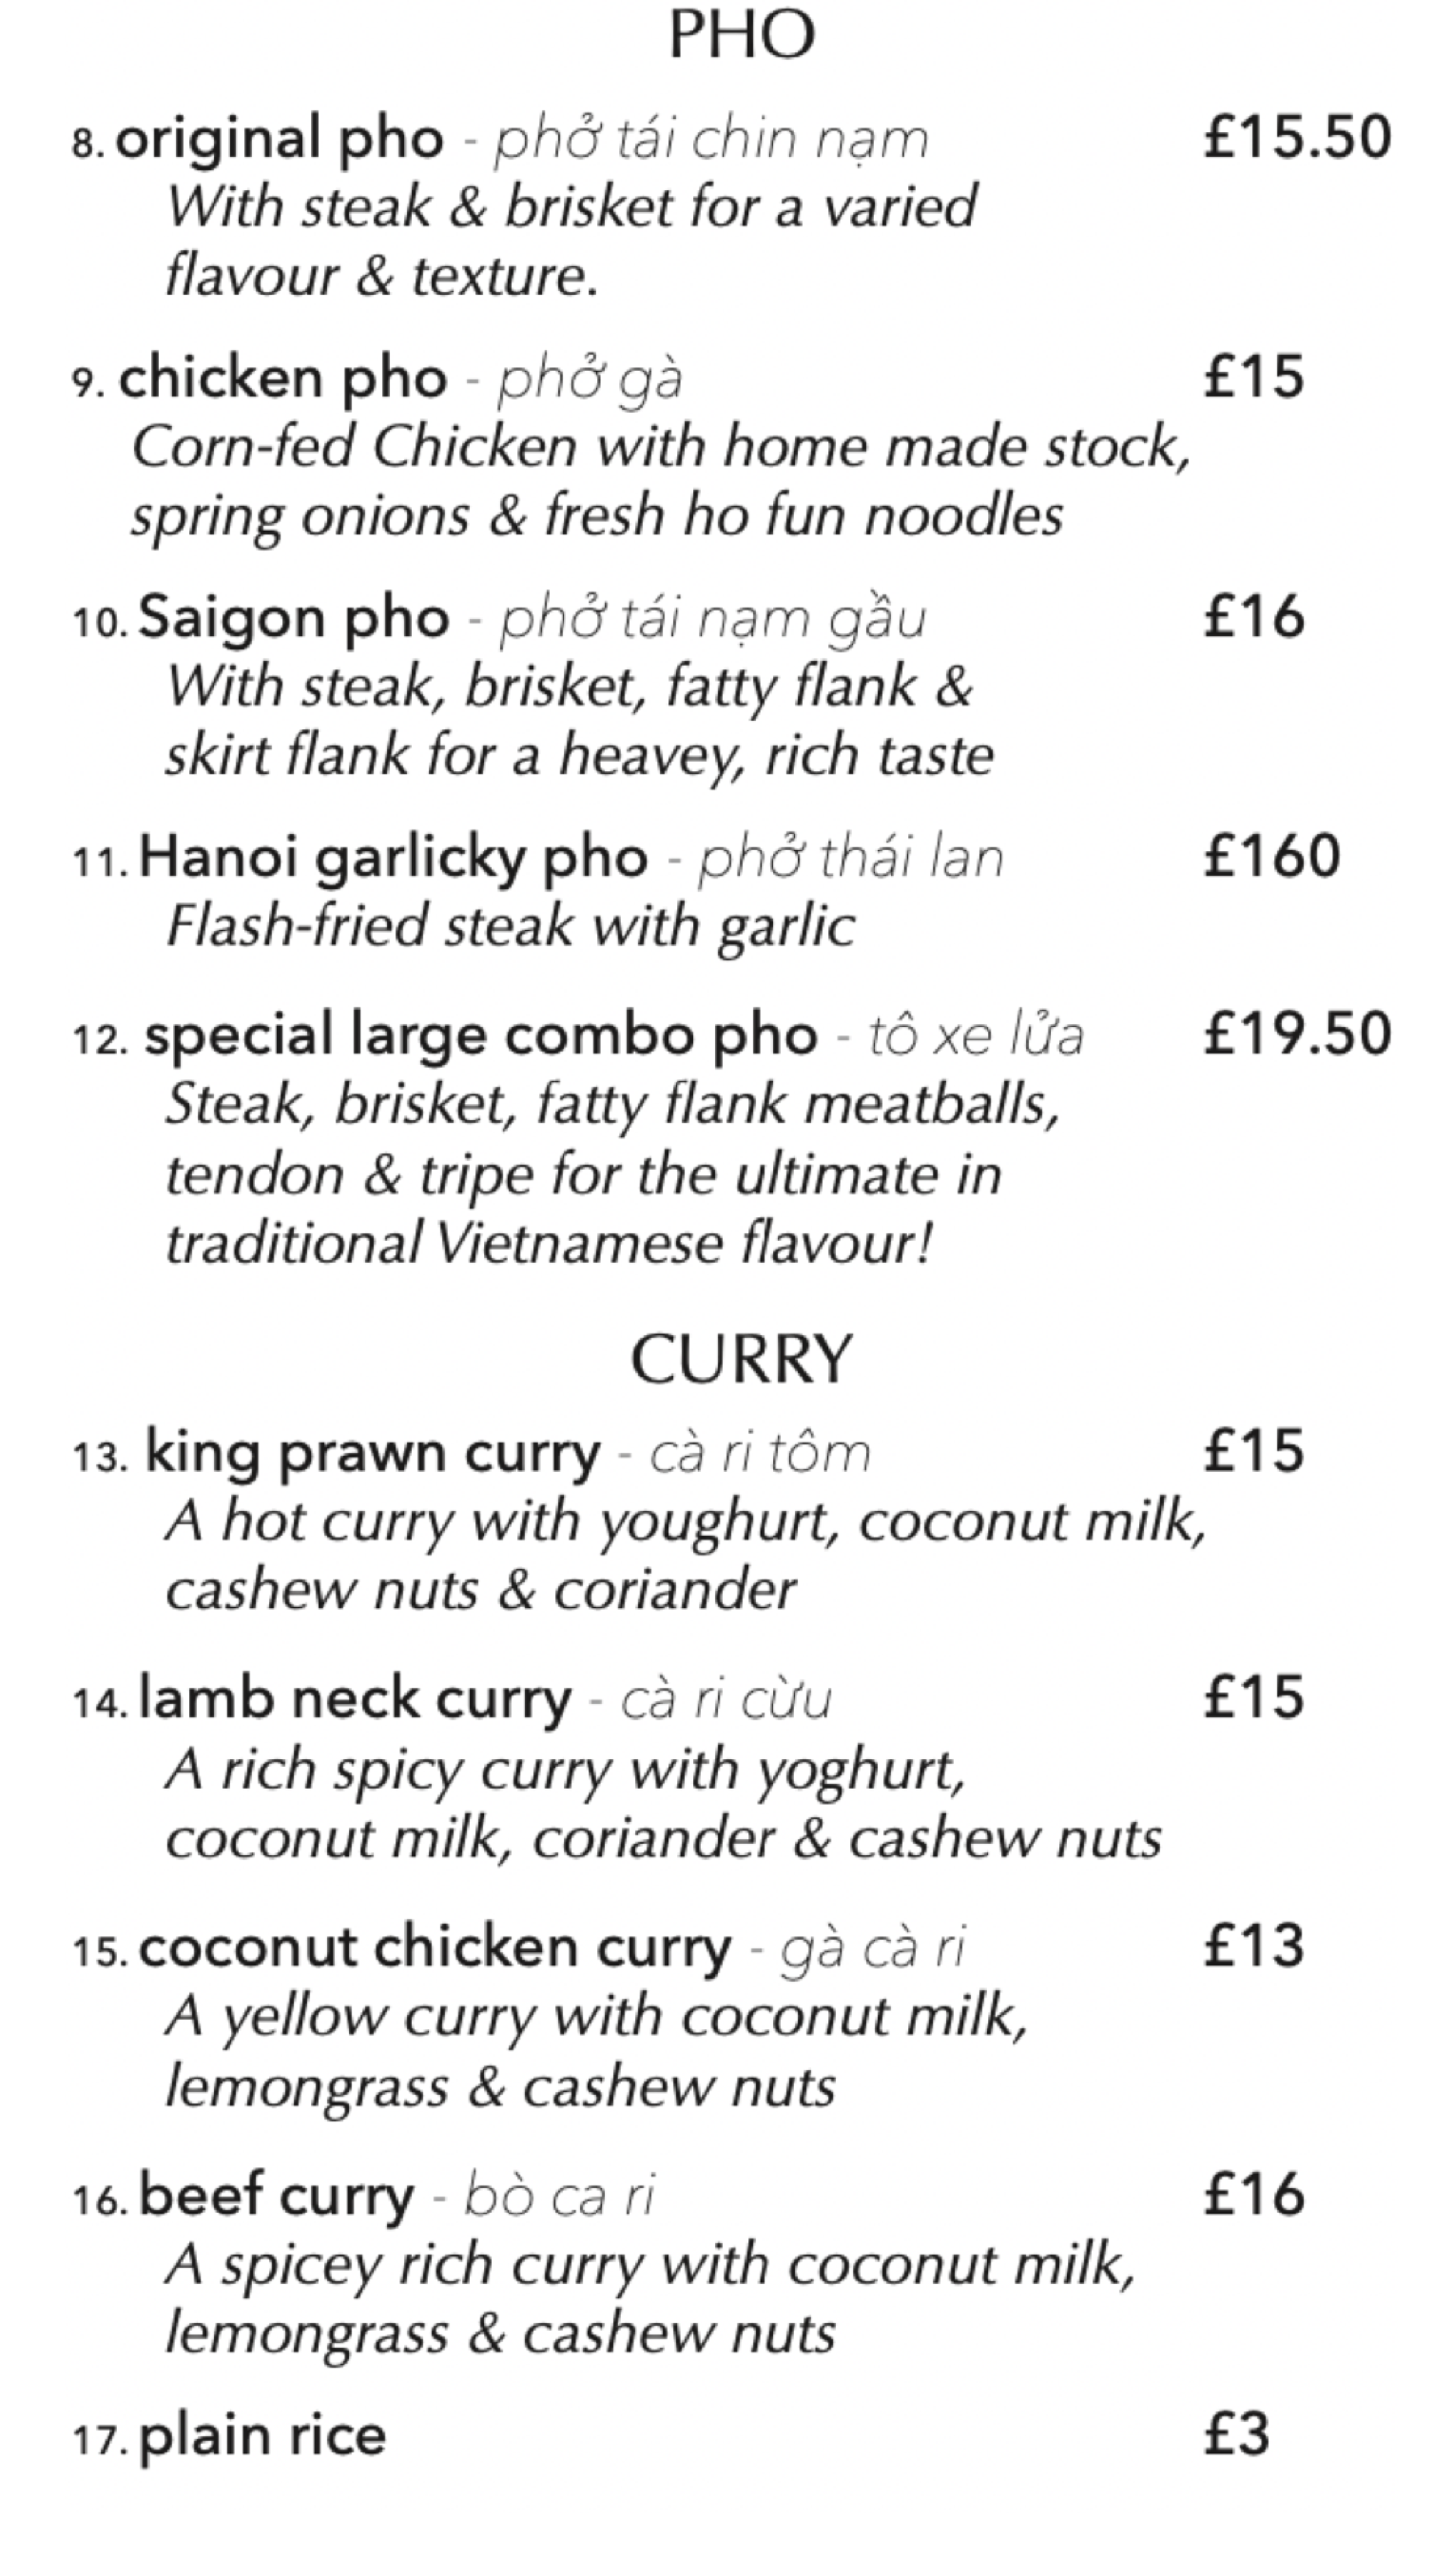 PHO
8. original pho - phở tái chin nạm £15.50
With steak & brisket for a varied
flavour & texture.
9. chicken pho - phở gà £15
Corn-fed Chicken with home made stock,
spring onions & fresh ho fun noodles
10. Saigon pho - phở tái nạm gầu £16
With steak, brisket, fatty flank &
skirt flank for a heavey, rich taste
11. Hanoi garlicky pho - phở thái lan £160
Flash-fried steak with garlic
12. special large combo pho - tô xe lửa £19.50
Steak, brisket, fatty flank meatballs,
tendon & tripe for the ultimate in
traditional Vietnamese flavour!
CURRY
13. king prawn curry - cà ri tôm £15
A hot curry with youghurt, coconut milk,
cashew nuts & coriander
14. lamb neck curry - cà ri cừu £15
A rich spicy curry with yoghurt,
coconut milk, coriander & cashew nuts
15. coconut chicken curry - gà cà ri £13
A yellow curry with coconut milk,
lemongrass & cashew nuts
16. beef curry - bò ca ri £16
A spicey rich curry with coconut milk,
lemongrass & cashew nuts
17. plain rice £3